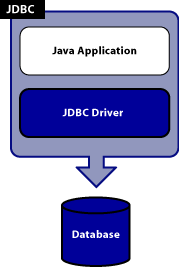 JDBC
Java Application
JDBC Driver
Database